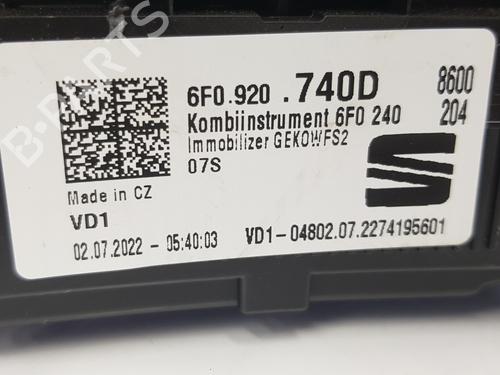 6F0.920 .740D 8600
Kombiinstrument 6F0 240 204
Immobilizer GEKOWFS2
07S
Made in CZ
VD1
02.07.2022 - 05:40:03 VD1-04802.07.2274195601
B-PARTS